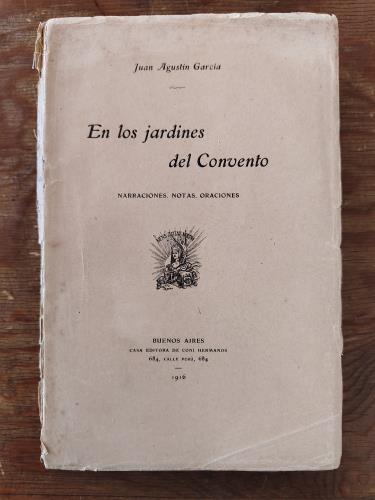 Juan Agustín García
En los jardines
del Convento
NARRACIONES, NOTAS, ORACIONES
BUENOS AIRES
CASA EDITORA DE CONI HERMANOS
684, CALLE PERÚ, 684
1916